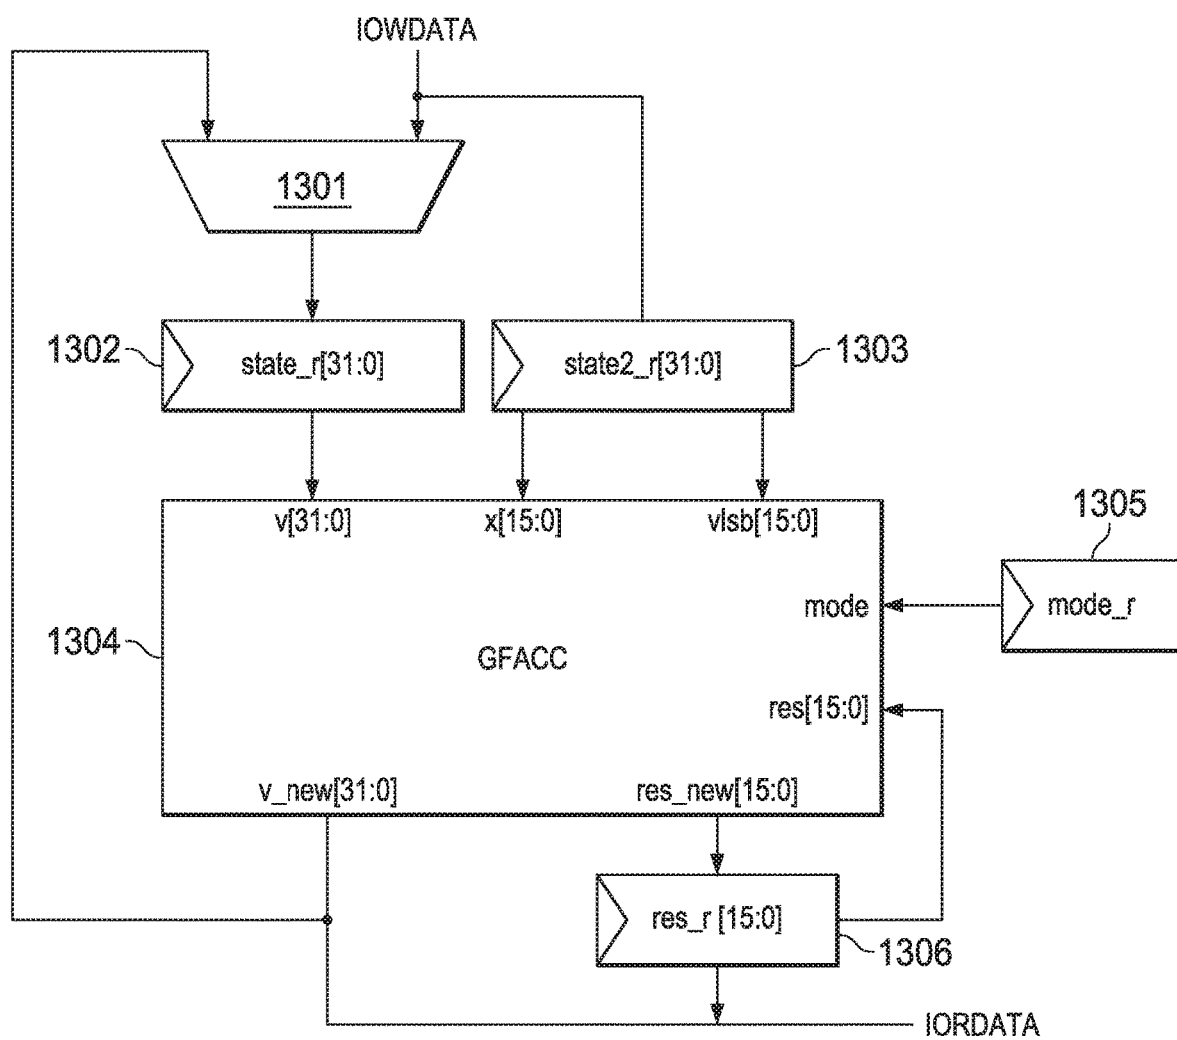 IOWDATA
1301
1302
state_r[31:0]
state2_r[31:0]
1303
v[31:0]
x[15:0]
vlsb[15:0]
1305
mode
mode_r
1304
GFACC
res[15:0]
v_new[31:0]
res_new[15:0]
res_r [15:0]
1306
IORDATA